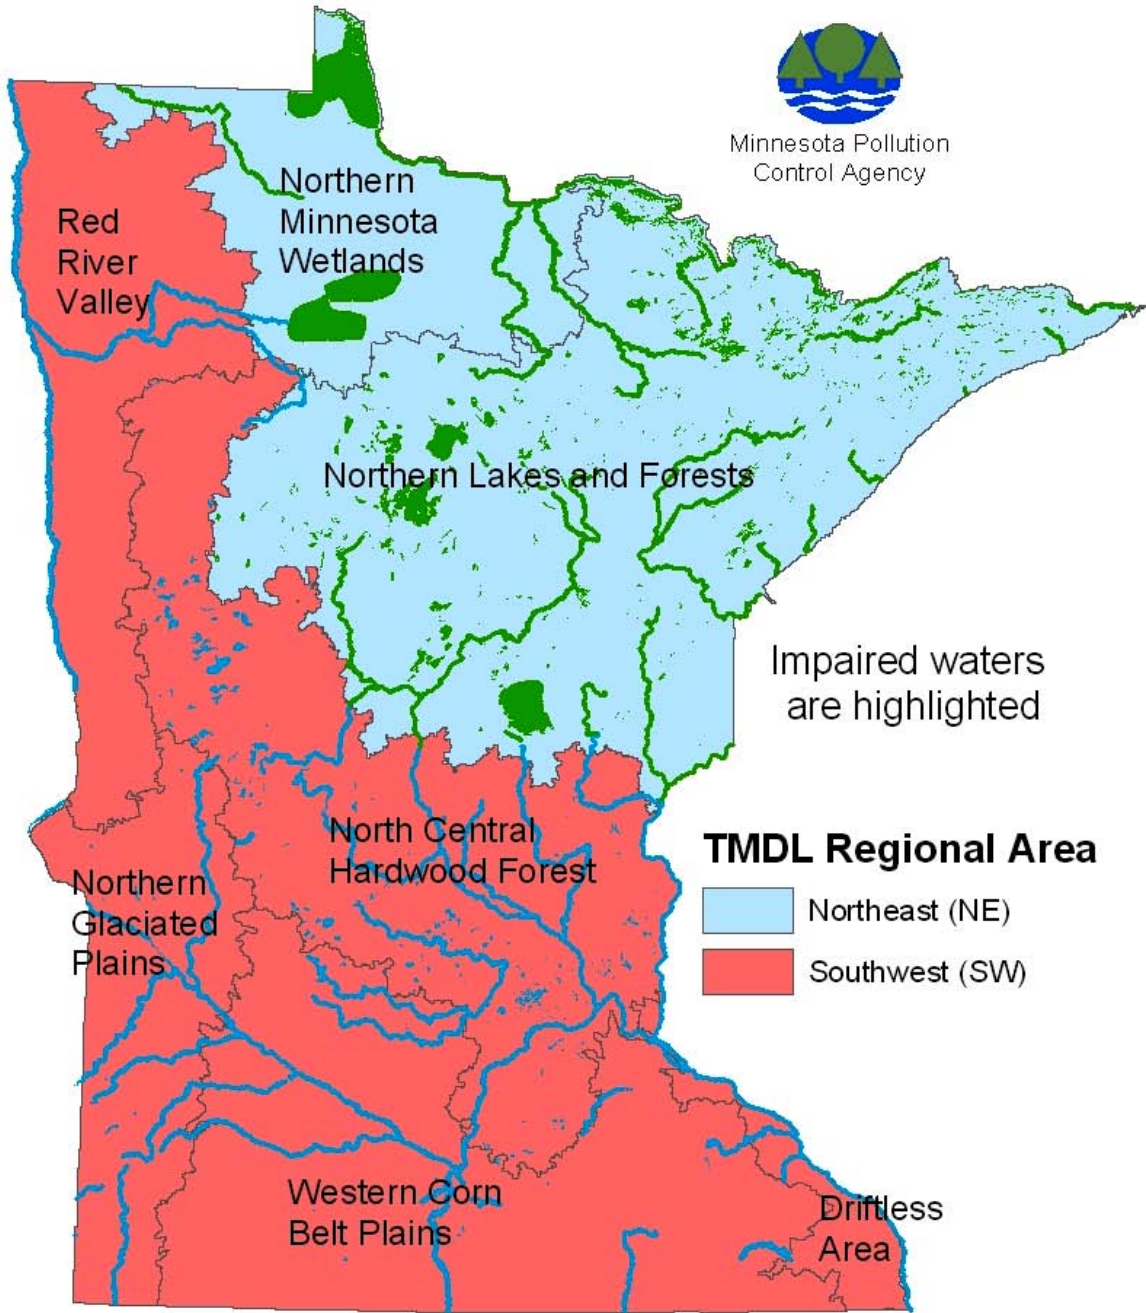 Minnesota Pollution
Control Agency
Northern
Minnesota
Wetlands
Red
River
Valley
Northern Lakes and Forests
Impaired waters
are highlighted
North Central
Hardwood Forest
TMDL Regional Area
Northeast (NE)
Southwest (SW)
Northern
Glaciated
Plains
Western Corn
Belt Plains
Driftless
Area